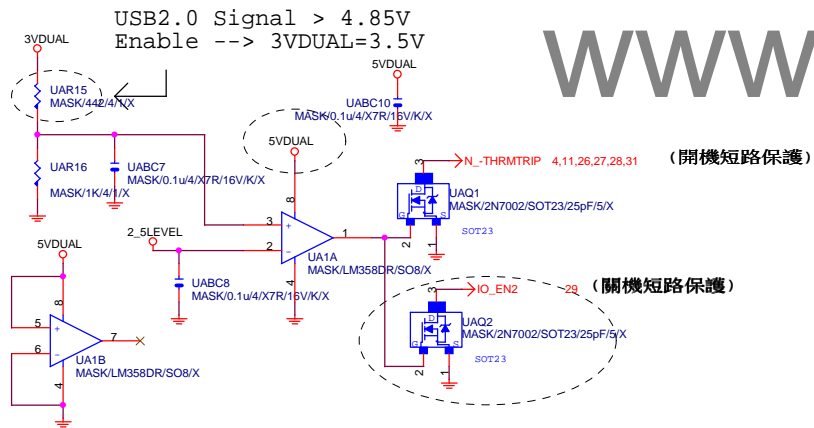 USB2.0 Signal > 4.85V
Enable --> 3VDUAL=3.5V
WWW
3VDUAL
5VDUAL
UAR15
MASK/442/4/1/X
UABC10
MASK/0.1u/4/X7R/16V/K/X
5VDUAL
UAR16
MASK/1K/4/1/X
UABC7
MASK/0.1u/4/X7R/16V/K/X
8
3
N_-THRMTRIP 4,11,26,27,28,31 (開機短路保護)
D
G
S
UAQ1
MASK/2N7002/SOT23/25pF/5/X
SOT23
2
1
5VDUAL
2_5LEVEL
3
+
2
-
1
UA1A
MASK/LM358DR/SO8/X
4
UABC8
MASK/0.1u/4/X7R/16V/K/X
3
IO_EN2 29 (關機短路保護)
D
G
S
UAQ2
MASK/2N7002/SOT23/25pF/5/X
SOT23
2
1
8
5
+
6
-
7
UA1B
MASK/LM358DR/SO8/X
4